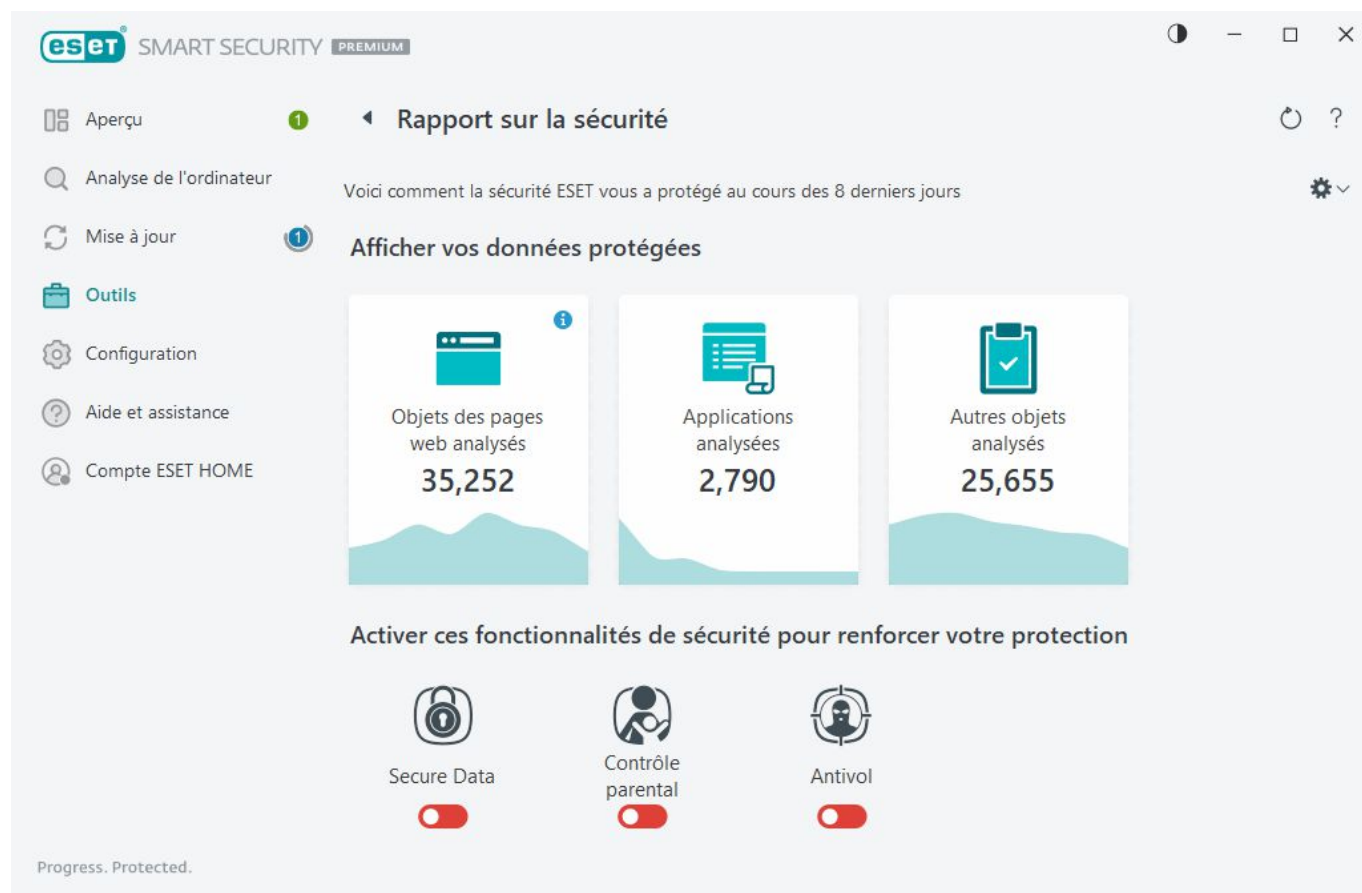 eset® SMART SECURITY PREMIUM
Aperçu 1
Analyse de l'ordinateur
Mise à jour 1
Outils
Configuration
Aide et assistance
Compte ESET HOME
Rapport sur la sécurité
?
Voici comment la sécurité ESET vous a protégé au cours des 8 derniers jours
Afficher vos données protégées
Objets des pages
web analysés
35,252
Applications
analysées
2,790
Autres objets
analysés
25,655
Activer ces fonctionnalités de sécurité pour renforcer votre protection
Secure Data
Contrôle
parental
Antivol
Progress. Protected.